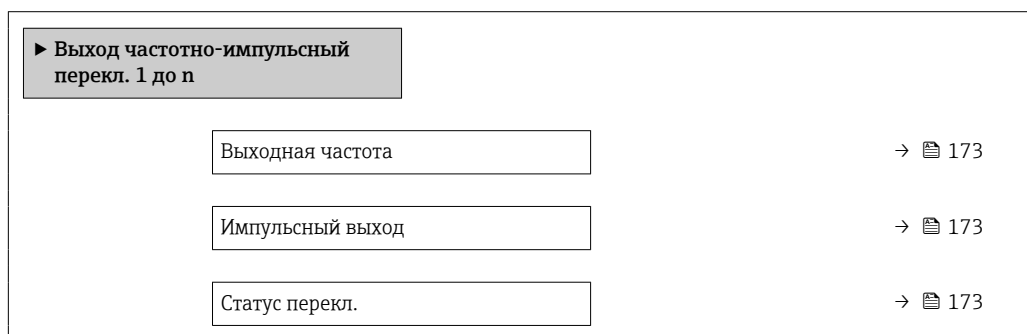 ▶ Выход частотно-импульсный
перекл. 1 до n
Выходная частота → 🖹 173
Импульсный выход → 🖹 173
Статус перекл. → 🖹 173